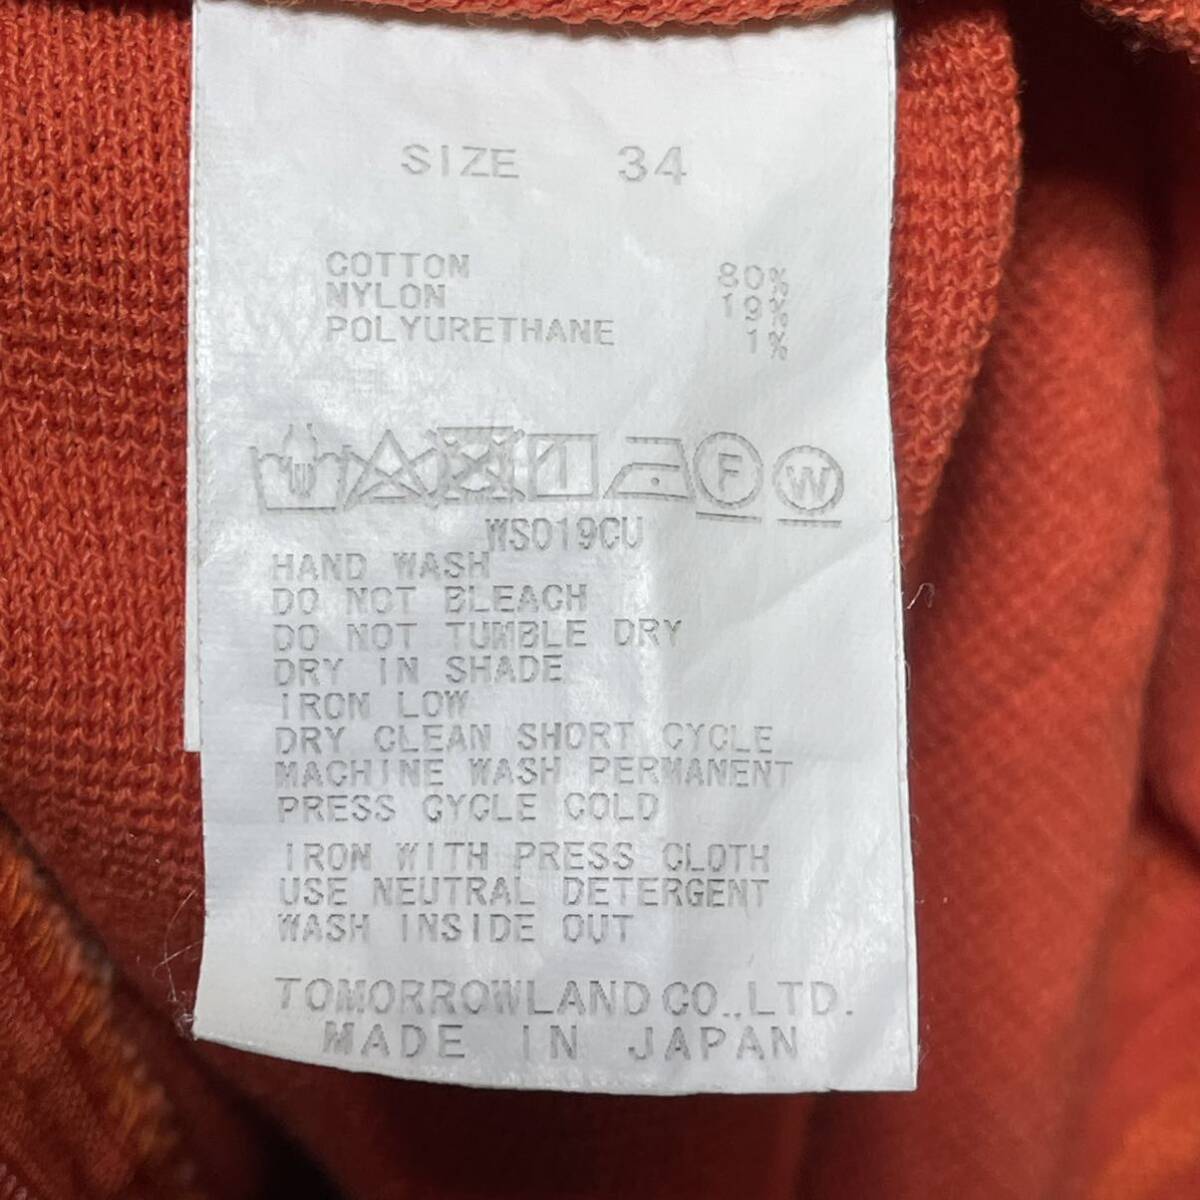 SIZE 34
COTTON 80%
NYLON 19%
POLYURETHANE 1%
F W
WS019CU
HAND WASH
DO NOT BLEACH
DO NOT TUMBLE DRY
DRY IN SHADE
IRON LOW
DRY CLEAN SHORT CYCLE
MACHINE WASH PERMANENT
PRESS CYCLE COLD
IRON WITH PRESS CLOTH
USE NEUTRAL DETERGENT
WASH INSIDE OUT
TOMORROWLAND CO.,LTD.
MADE IN JAPAN